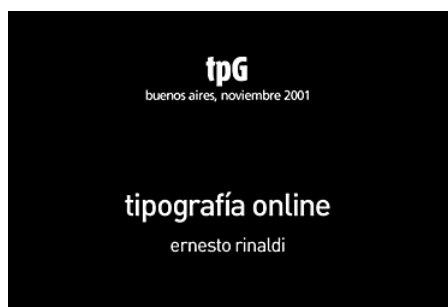 tpG
buenos aires, noviembre 2001
tipografía online
ernesto rinaldi